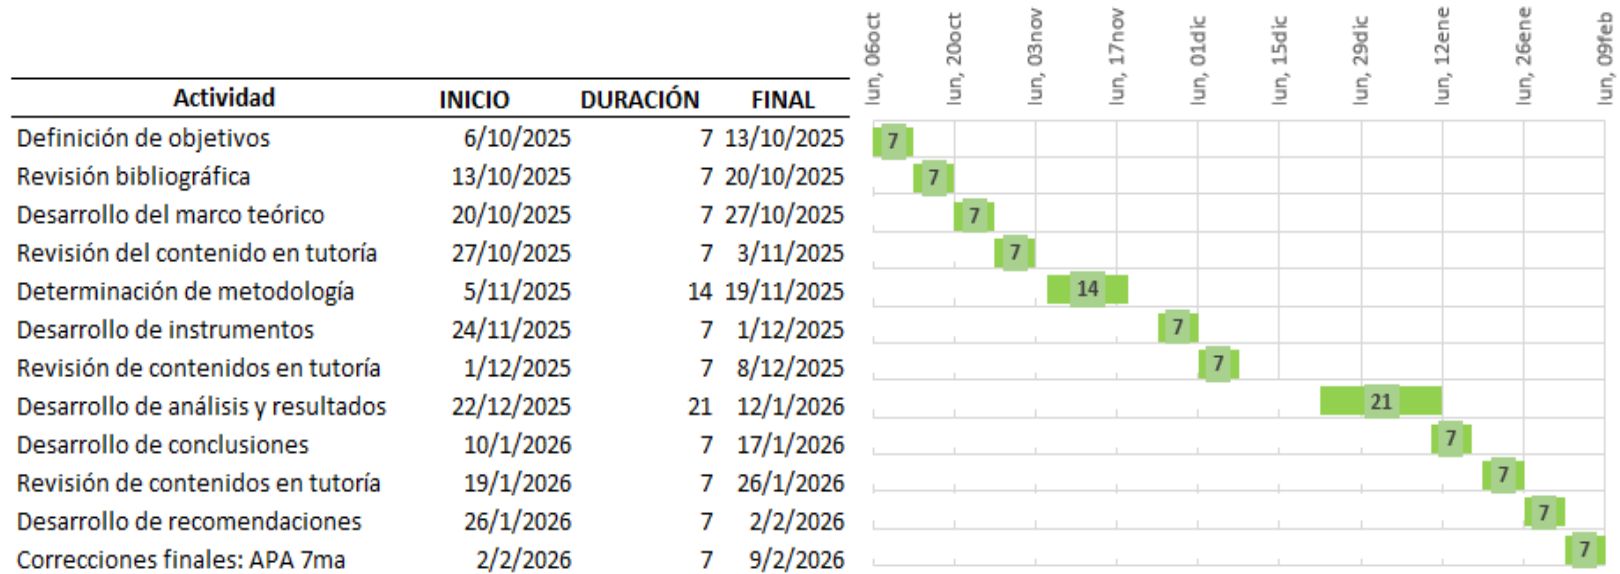 lun, 06oct
lun, 20oct
lun, 03nov
lun, 17nov
lun, 01dic
lun, 15dic
lun, 29dic
lun, 12ene
lun, 26ene
lun, 09feb
Actividad INICIO DURACIÓN FINAL
Definición de objetivos 6/10/2025 7 13/10/2025 7
Revisión bibliográfica 13/10/2025 7 20/10/2025 7
Desarrollo del marco teórico 20/10/2025 7 27/10/2025 7
Revisión del contenido en tutoría 27/10/2025 7 3/11/2025 7
Determinación de metodología 5/11/2025 14 19/11/2025 14
Desarrollo de instrumentos 24/11/2025 7 1/12/2025 7
Revisión de contenidos en tutoría 1/12/2025 7 8/12/2025 7
Desarrollo de análisis y resultados 22/12/2025 21 12/1/2026 21
Desarrollo de conclusiones 10/1/2026 7 17/1/2026 7
Revisión de contenidos en tutoría 19/1/2026 7 26/1/2026 7
Desarrollo de recomendaciones 26/1/2026 7 2/2/2026 7
Correcciones finales: APA 7ma 2/2/2026 7 9/2/2026 7